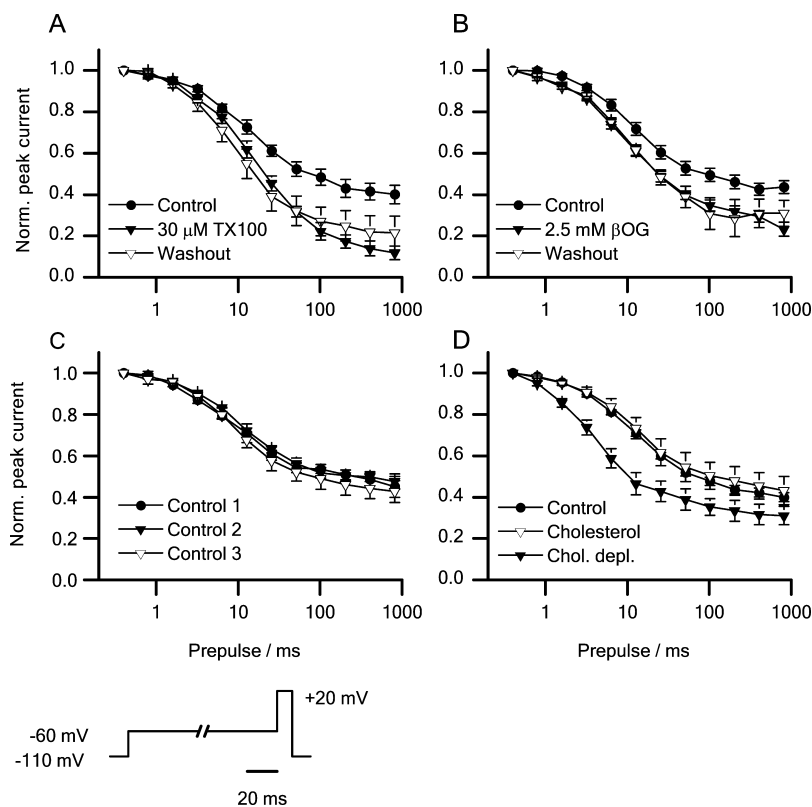 A
Norm. peak current
1.0
0.8
0.6
0.4
0.2
0.0
Control
30 µM TX100
Washout
1 10 100 1000
B
1.0
0.8
0.6
0.4
0.2
0.0
Control
2.5 mM βOG
Washout
1 10 100 1000
C
Norm. peak current
1.0
0.8
0.6
0.4
0.2
0.0
Control 1
Control 2
Control 3
1 10 100 1000
Prepulse / ms
D
1.0
0.8
0.6
0.4
0.2
0.0
Control
Cholesterol
Chol. depl.
1 10 100 1000
Prepulse / ms
+20 mV
-60 mV
-110 mV
20 ms